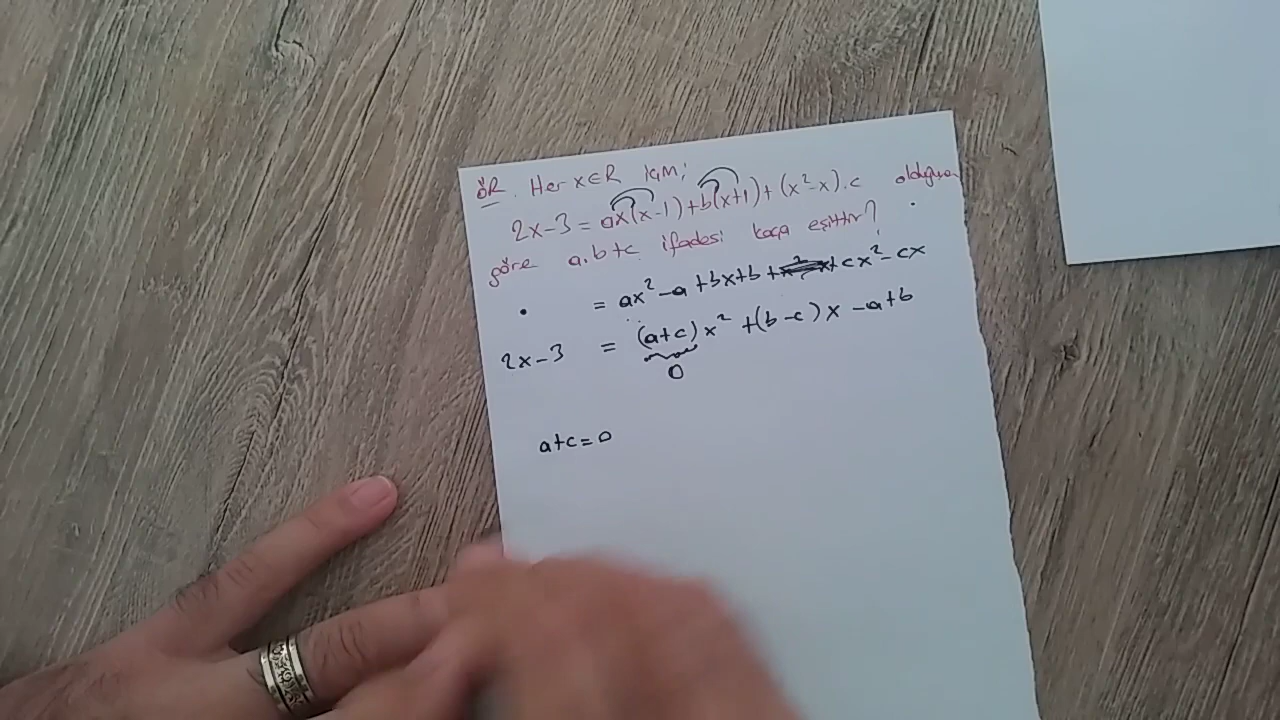 ÖR. Her x∈R için;
2x-3 = ax(x-1)+b(x+1)+(x²-x).c olduğuna
göre a.b+c ifadesi kaça eşittir?
= ax²-a+bx+b+cx²-cx
2x-3 = (a+c)x²+(b-c)x-a+b
0
a+c=0